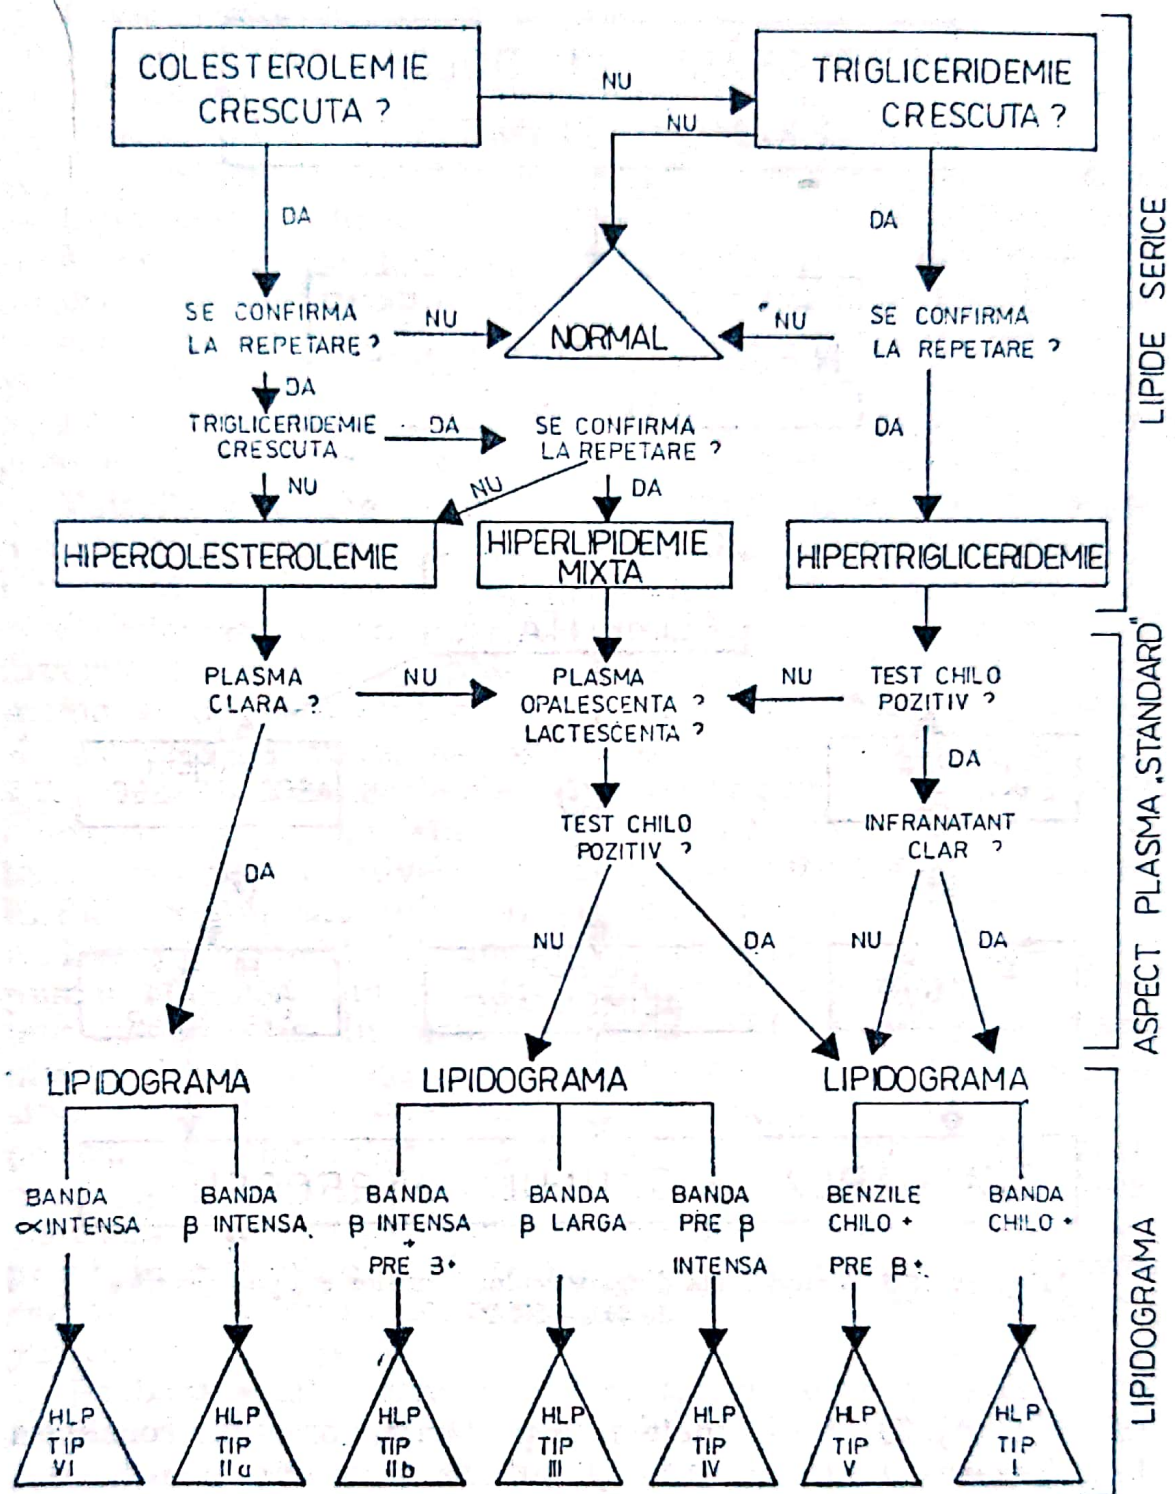 COLESTEROLEMIE
CRESCUTA ?
NU
TRIGLICERIDEMIE
CRESCUTA ?
NU
DA
DA
SE CONFIRMA
LA REPETARE ?
NU
NORMAL
NU
SE CONFIRMA
LA REPETARE ?
DA
TRIGLICERIDEMIE
CRESCUTA
DA
SE CONFIRMA
LA REPETARE ?
DA
NU
NU
DA
HIPERCOLESTEROLEMIE
HIPERLIPIDEMIE
MIXTA
HIPERTRIGLICERIDEMIE
LIPIDE SERICE
PLASMA
CLARA ?
NU
PLASMA
OPALESCENTA ?
LACTESCENTA ?
NU
TEST CHILO
POZITIV ?
DA
DA
TEST CHILO
POZITIV ?
INFRANATANT
CLAR ?
NU
DA
NU
DA
ASPECT PLASMA „STANDARD"
LIPIDOGRAMA
LIPIDOGRAMA
LIPIDOGRAMA
BANDA
α INTENSA
BANDA
β INTENSA
BANDA
β INTENSA
+
PRE β+
BANDA
β LARGA
BANDA
PRE β
INTENSA
BENZILE
CHILO +
PRE β+
BANDA
CHILO +
HLP
TIP
VI
HLP
TIP
IIa
HLP
TIP
IIb
HLP
TIP
III
HLP
TIP
IV
HLP
TIP
V
HLP
TIP
I
LIPIDOGRAMA